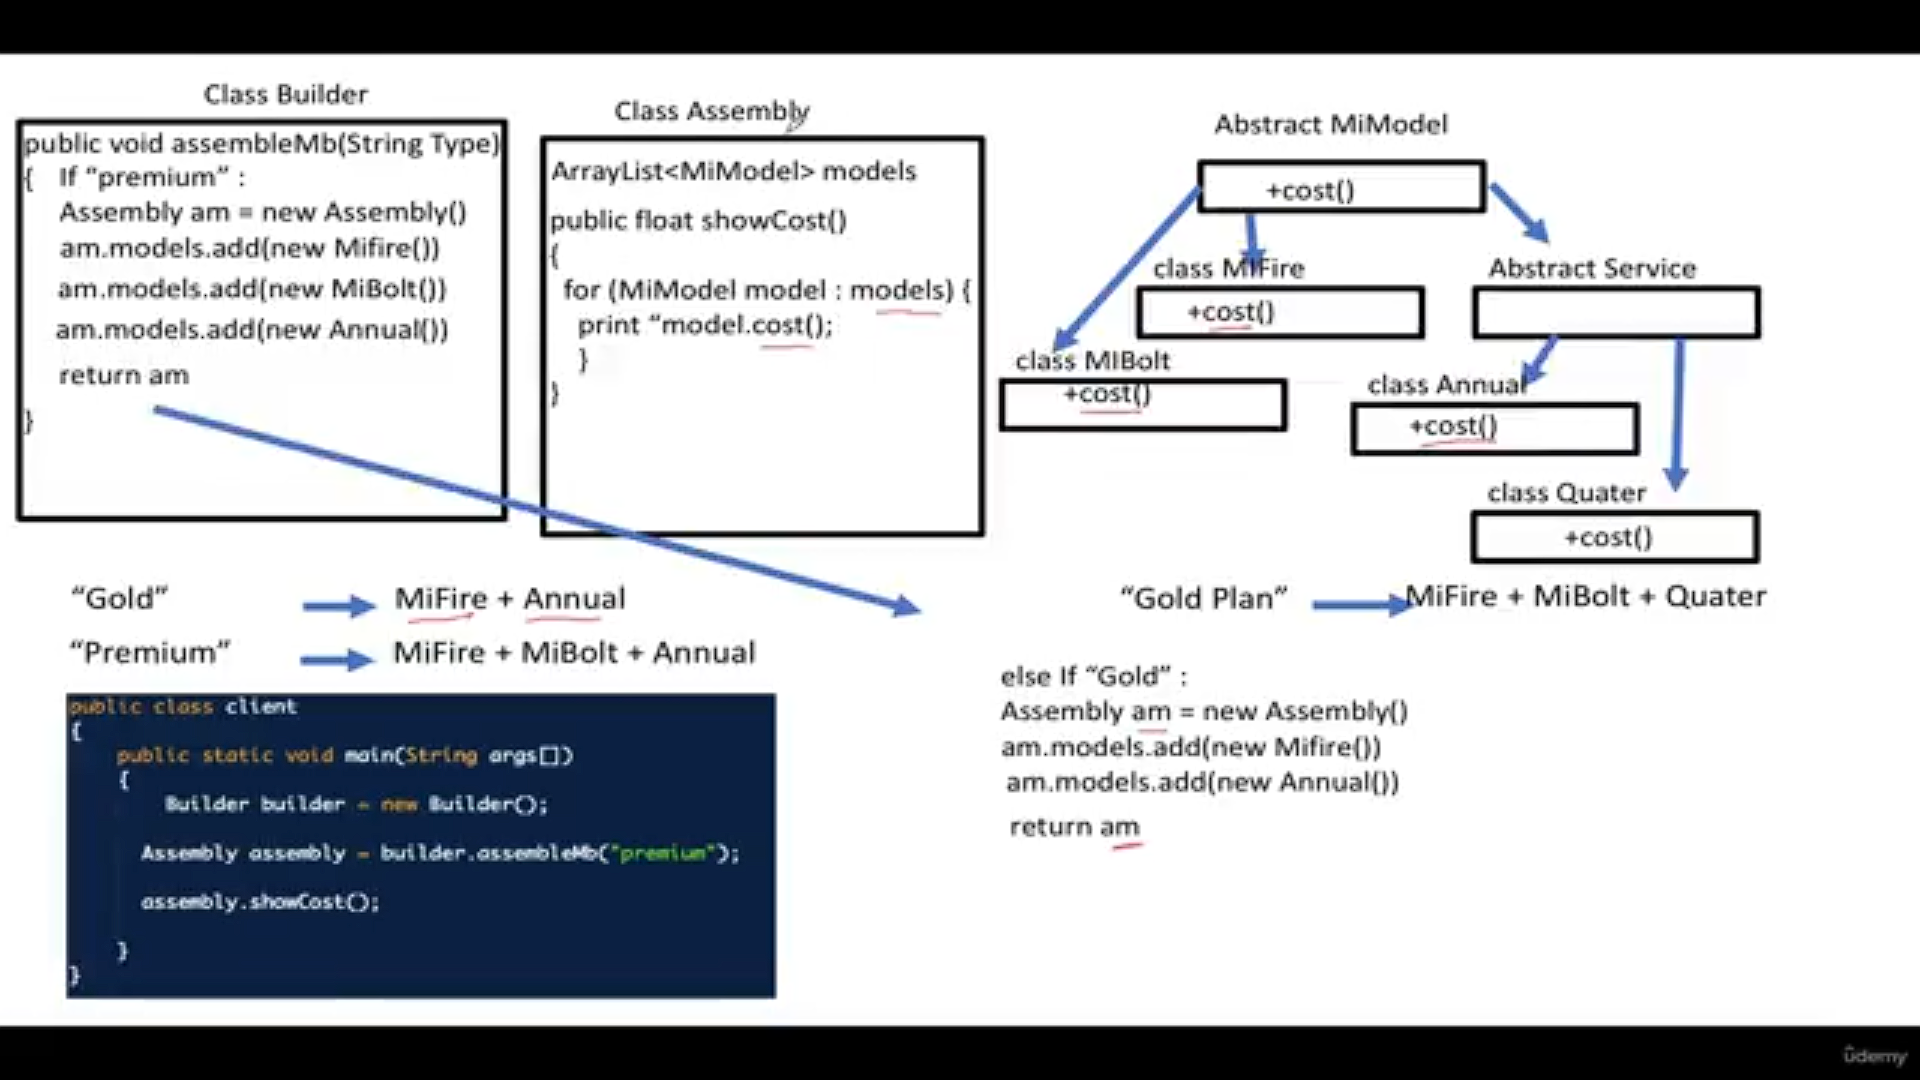 Class Builder
public void assembleMb(String Type)
{ If “premium” :
Assembly am = new Assembly()
am.models.add(new Mifire())
am.models.add(new MiBolt())
am.models.add(new Annual())
return am
}
Class Assembly
ArrayList<MiModel> models
public float showCost()
{
for (MiModel model : models) {
print “model.cost();
}
}
Abstract MiModel
+cost()
class MIFire
+cost()
Abstract Service
class MIBolt
+cost()
class Annual
+cost()
class Quater
+cost()
“Gold” MiFire + Annual
“Premium” MiFire + MiBolt + Annual
“Gold Plan” MiFire + MiBolt + Quater
else If “Gold” :
Assembly am = new Assembly()
am.models.add(new Mifire())
am.models.add(new Annual())
return am
public class client
{
public static void main(String args[])
{
Builder builder = new Builder();
Assembly assembly = builder.assembleMb("premium");
assembly.showCost();
}
}
ûdemy